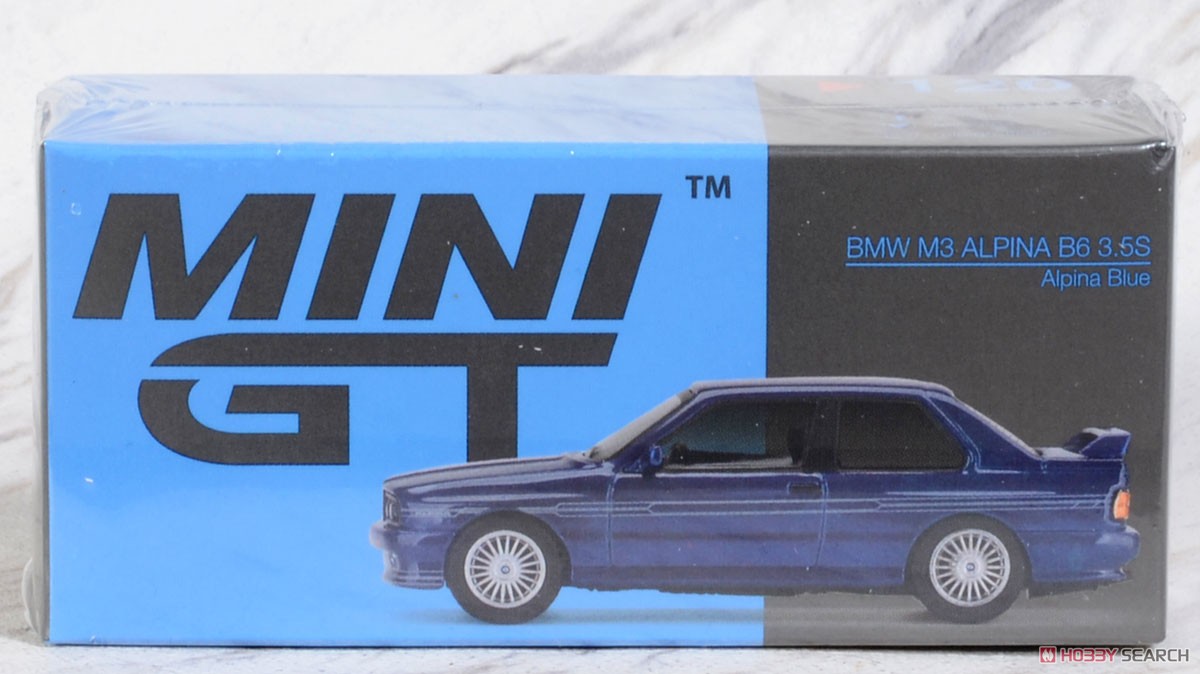 MINI
GT
TM
BMW M3 ALPINA B6 3.5S
Alpina Blue
HOBBY SEARCH